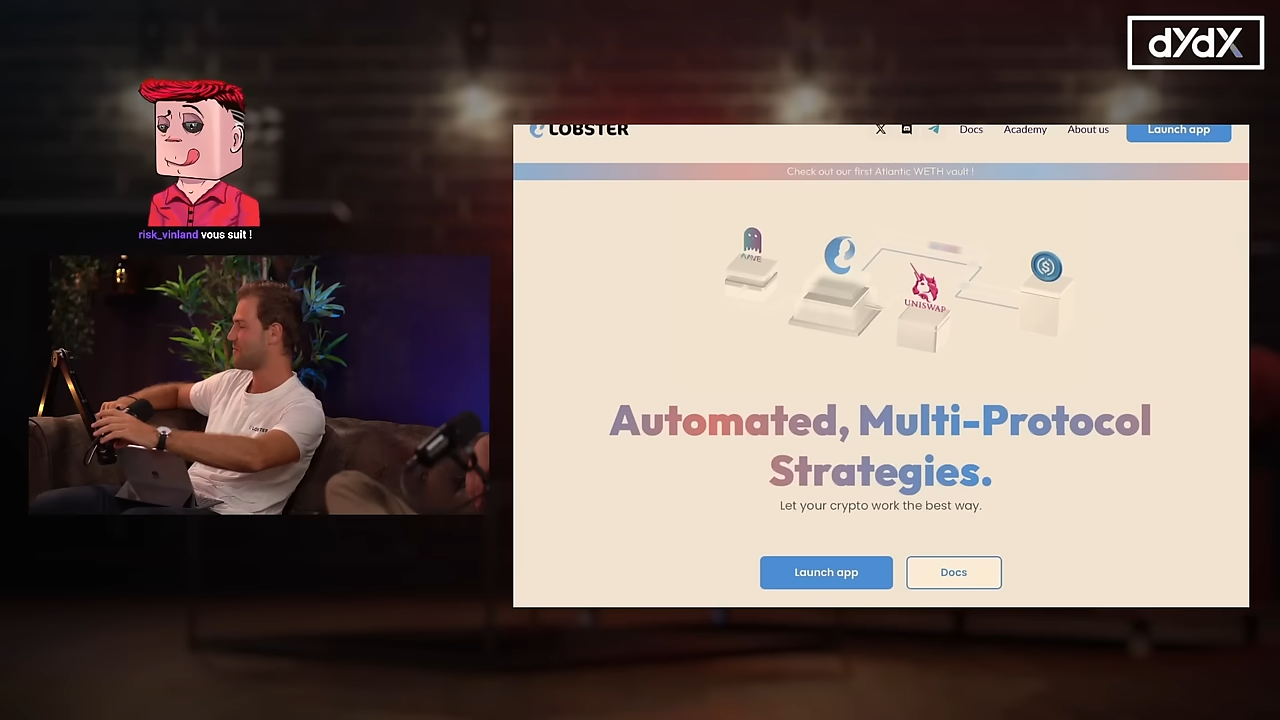 dYdX
risk_vinland vous suit !
LOBSTER
Docs
Academy
About us
Launch app
Check out our first Atlantic WETH vault !
AAVE
UNISWAP
Automated, Multi-Protocol
Strategies.
Let your crypto work the best way.
Launch app
Docs
LOBSTER